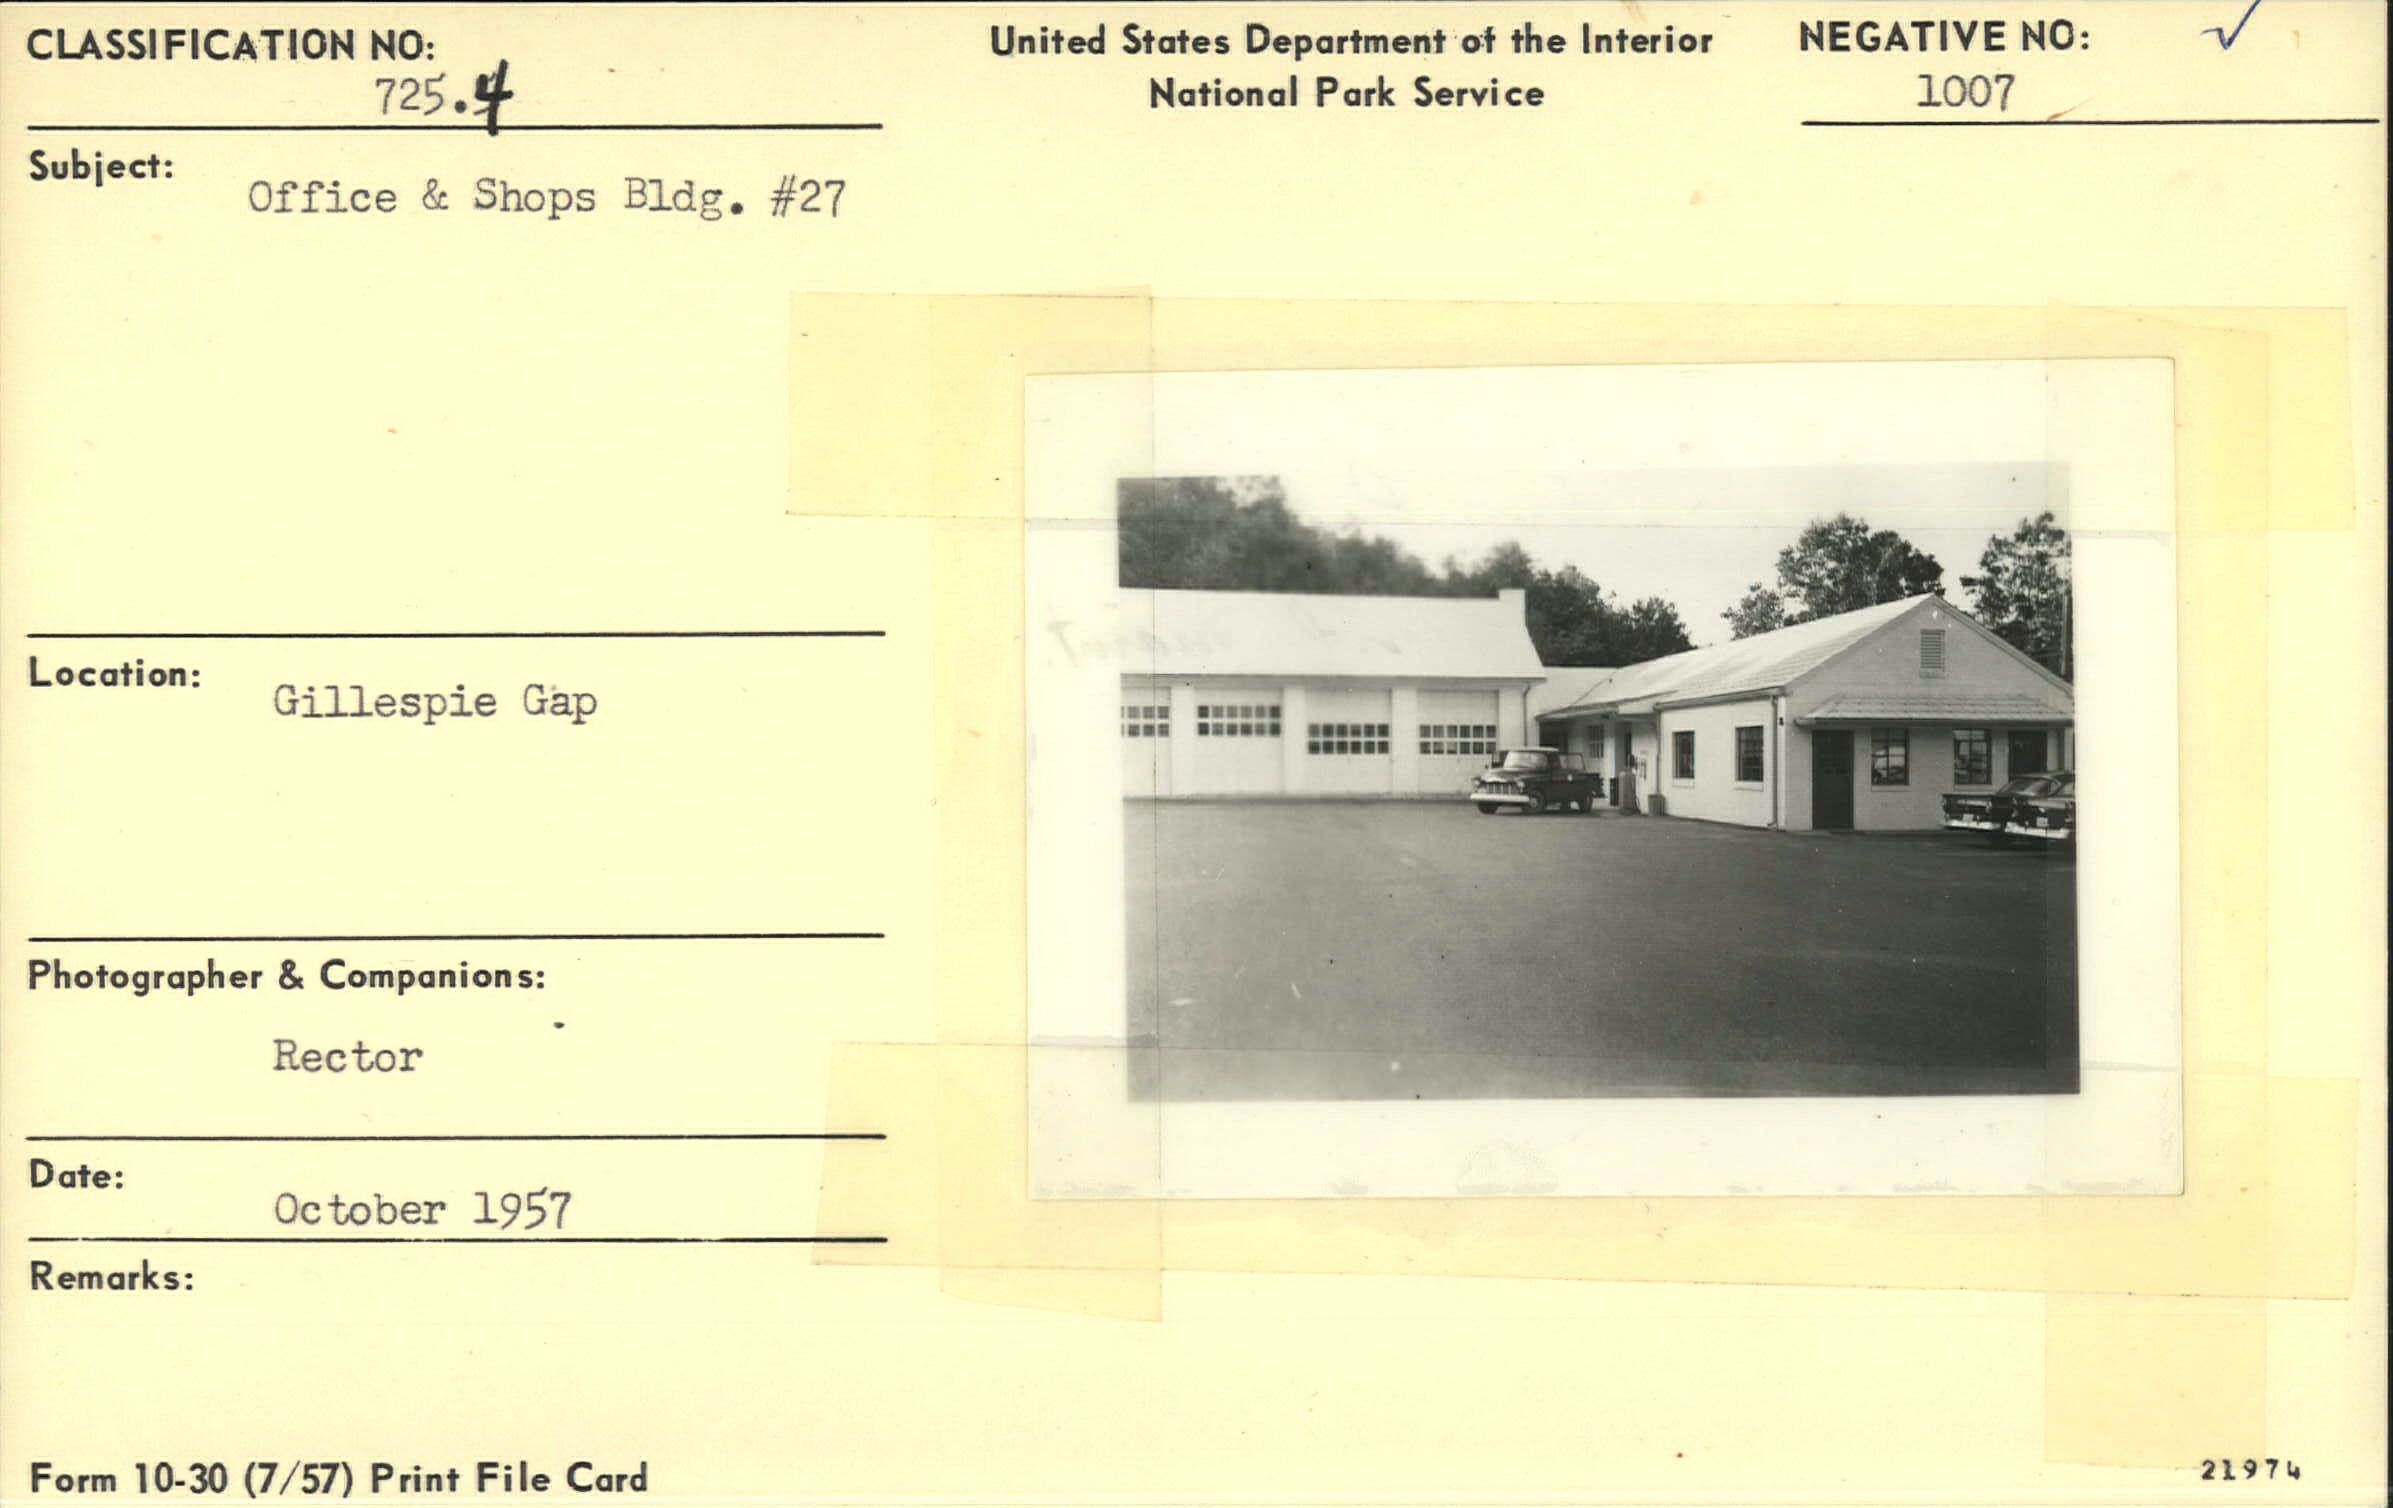 CLASSIFICATION NO:
725.4
United States Department of the Interior
National Park Service
NEGATIVE NO:
1007
Subject:
Office & Shops Bldg. #27
Location:
Gillespie Gap
Photographer & Companions:
Rector
Date:
October 1957
Remarks:
Form 10-30 (7/57) Print File Card
21974